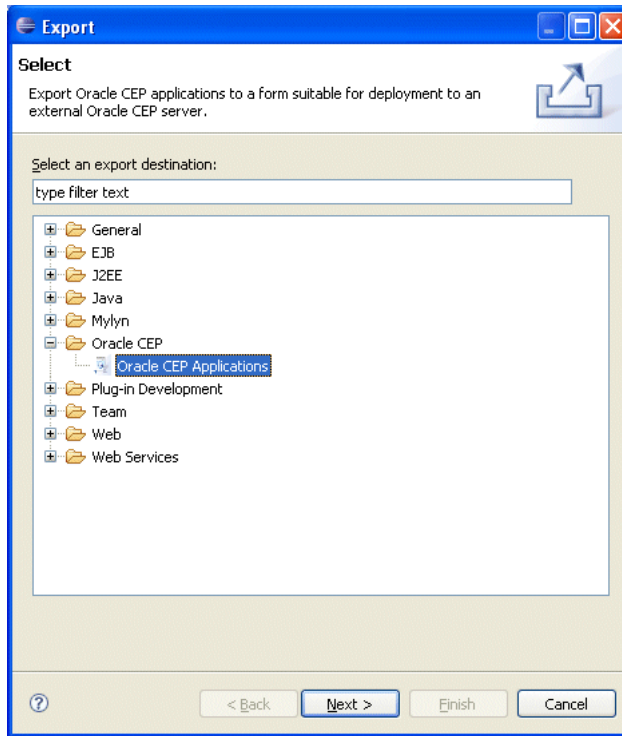 Export
Select
Export Oracle CEP applications to a form suitable for deployment to an
external Oracle CEP server.
Select an export destination:
type filter text
General
EJB
J2EE
Java
Mylyn
Oracle CEP
Oracle CEP Applications
Plug-in Development
Team
Web
Web Services
< Back Next > Finish Cancel